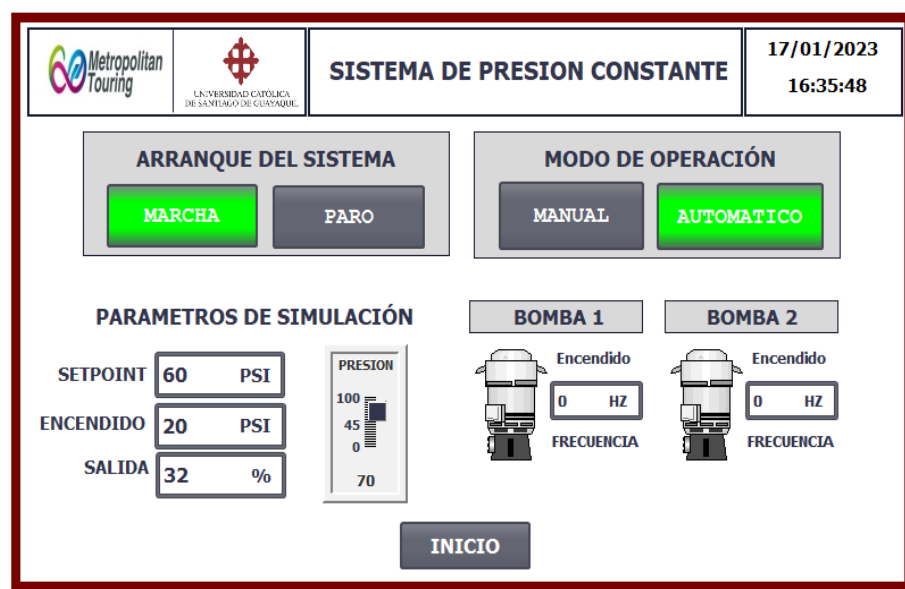 Metropolitan
Touring
UNIVERSIDAD CATÓLICA
DE SANTIAGO DE GUAYAQUIL
SISTEMA DE PRESION CONSTANTE
17/01/2023
16:35:48
ARRANQUE DEL SISTEMA
MARCHA
PARO
MODO DE OPERACIÓN
MANUAL
AUTOMATICO
PARAMETROS DE SIMULACIÓN
SETPOINT 60 PSI
ENCENDIDO 20 PSI
SALIDA 32 %
PRESION
100
45
0
70
BOMBA 1
Encendido
0 HZ
FRECUENCIA
BOMBA 2
Encendido
0 HZ
FRECUENCIA
INICIO